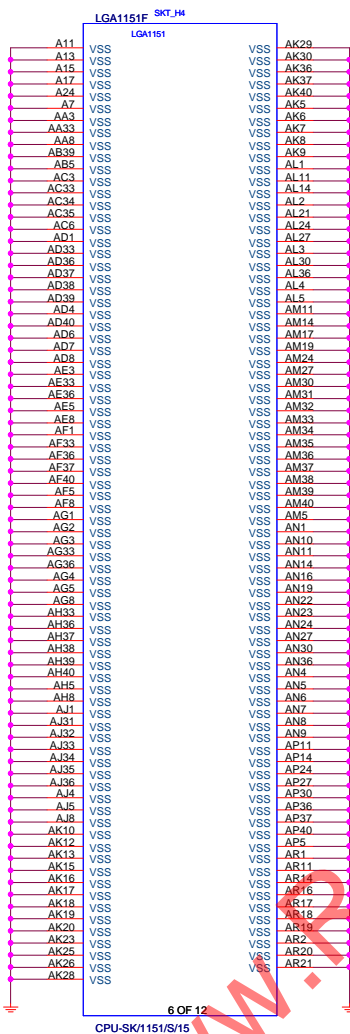 LGA1151F SKT_H4
LGA1151
A11 VSS VSS AK29
A13 VSS VSS AK30
A15 VSS VSS AK36
A17 VSS VSS AK37
A24 VSS VSS AK40
A7 VSS VSS AK5
AA3 VSS VSS AK6
AA33 VSS VSS AK7
AA8 VSS VSS AK8
AB39 VSS VSS AK9
AB5 VSS VSS AL1
AC3 VSS VSS AL11
AC33 VSS VSS AL14
AC34 VSS VSS AL2
AC35 VSS VSS AL21
AC6 VSS VSS AL24
AD1 VSS VSS AL27
AD33 VSS VSS AL3
AD36 VSS VSS AL30
AD37 VSS VSS AL36
AD38 VSS VSS AL4
AD39 VSS VSS AL5
AD4 VSS VSS AM11
AD40 VSS VSS AM14
AD6 VSS VSS AM17
AD7 VSS VSS AM19
AD8 VSS VSS AM24
AE3 VSS VSS AM27
AE33 VSS VSS AM30
AE36 VSS VSS AM31
AE5 VSS VSS AM32
AE8 VSS VSS AM33
AF1 VSS VSS AM34
AF33 VSS VSS AM35
AF36 VSS VSS AM36
AF37 VSS VSS AM37
AF40 VSS VSS AM38
AF5 VSS VSS AM39
AF8 VSS VSS AM40
AG1 VSS VSS AM5
AG2 VSS VSS AN1
AG3 VSS VSS AN10
AG33 VSS VSS AN11
AG36 VSS VSS AN14
AG4 VSS VSS AN16
AG5 VSS VSS AN19
AG8 VSS VSS AN22
AH33 VSS VSS AN23
AH36 VSS VSS AN24
AH37 VSS VSS AN27
AH38 VSS VSS AN30
AH39 VSS VSS AN36
AH40 VSS VSS AN4
AH5 VSS VSS AN5
AH8 VSS VSS AN6
AJ1 VSS VSS AN7
AJ31 VSS VSS AN8
AJ32 VSS VSS AN9
AJ33 VSS VSS AP11
AJ34 VSS VSS AP14
AJ35 VSS VSS AP24
AJ36 VSS VSS AP27
AJ4 VSS VSS AP30
AJ5 VSS VSS AP36
AJ8 VSS VSS AP37
AK10 VSS VSS AP40
AK12 VSS VSS AP5
AK13 VSS VSS AR1
AK15 VSS VSS AR11
AK16 VSS VSS AR14
AK17 VSS VSS AR16
AK18 VSS VSS AR17
AK19 VSS VSS AR18
AK20 VSS VSS AR19
AK23 VSS VSS AR2
AK25 VSS VSS AR20
AK26 VSS VSS AR21
AK28 VSS
6 OF 12
CPU-SK/1151/S/15